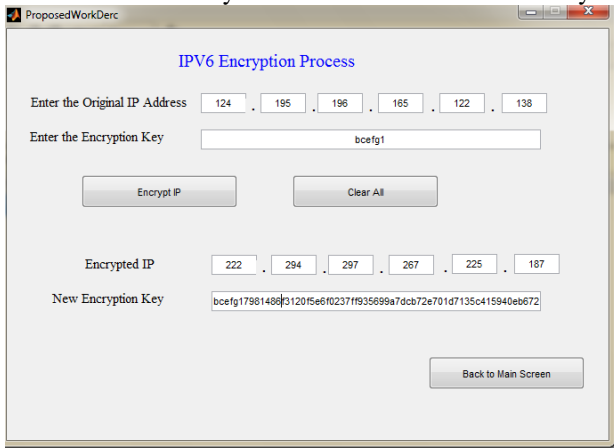 ProposedWorkDerc
IPV6 Encryption Process
Enter the Original IP Address 124 . 195 . 196 . 165 . 122 . 138
Enter the Encryption Key bcefg1
Encrypt IP Clear All
Encrypted IP 222 . 294 . 297 . 267 . 225 . 187
New Encryption Key bcefg17981486f3120f5e6f0237ff935699a7dcb72e701d7135c415940eb672
Back to Main Screen